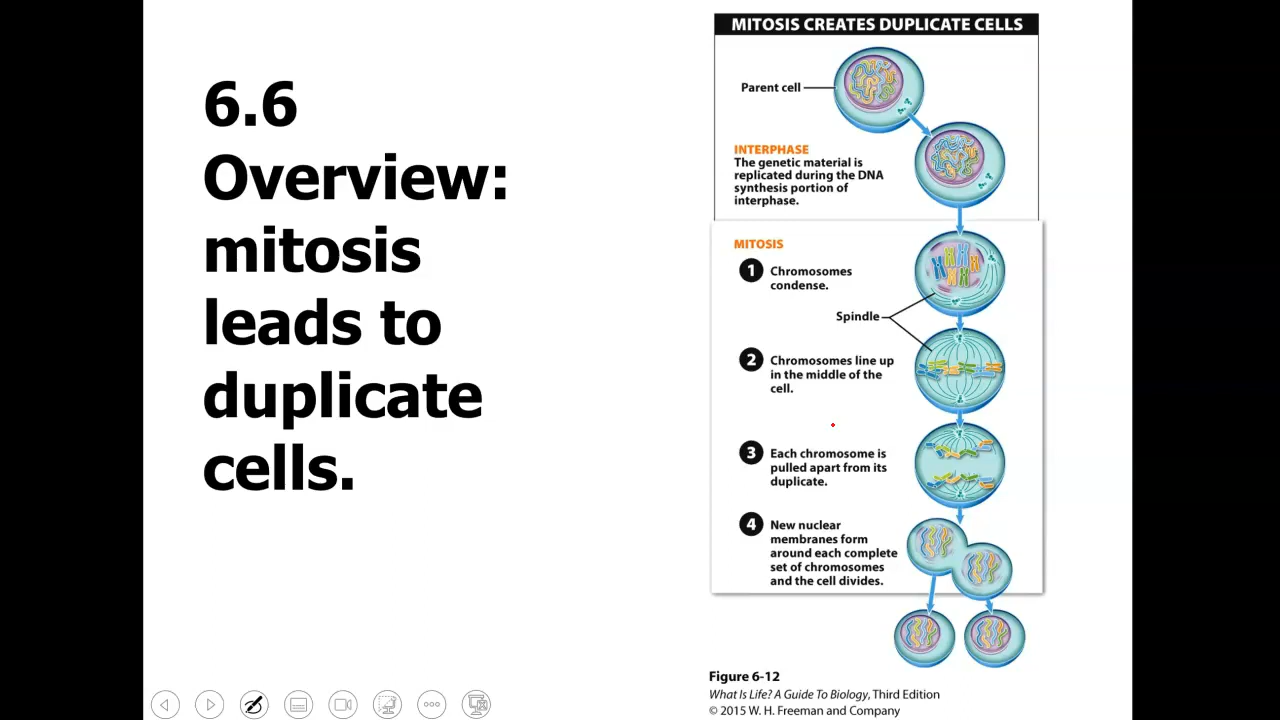 6.6
Overview:
mitosis
leads to
duplicate
cells.
MITOSIS CREATES DUPLICATE CELLS
Parent cell
INTERPHASE
The genetic material is
replicated during the DNA
synthesis portion of
interphase.
MITOSIS
1 Chromosomes
condense.
Spindle
2 Chromosomes line up
in the middle of the
cell.
3 Each chromosome is
pulled apart from its
duplicate.
4 New nuclear
membranes form
around each complete
set of chromosomes
and the cell divides.
Figure 6-12
What Is Life? A Guide To Biology, Third Edition
© 2015 W. H. Freeman and Company